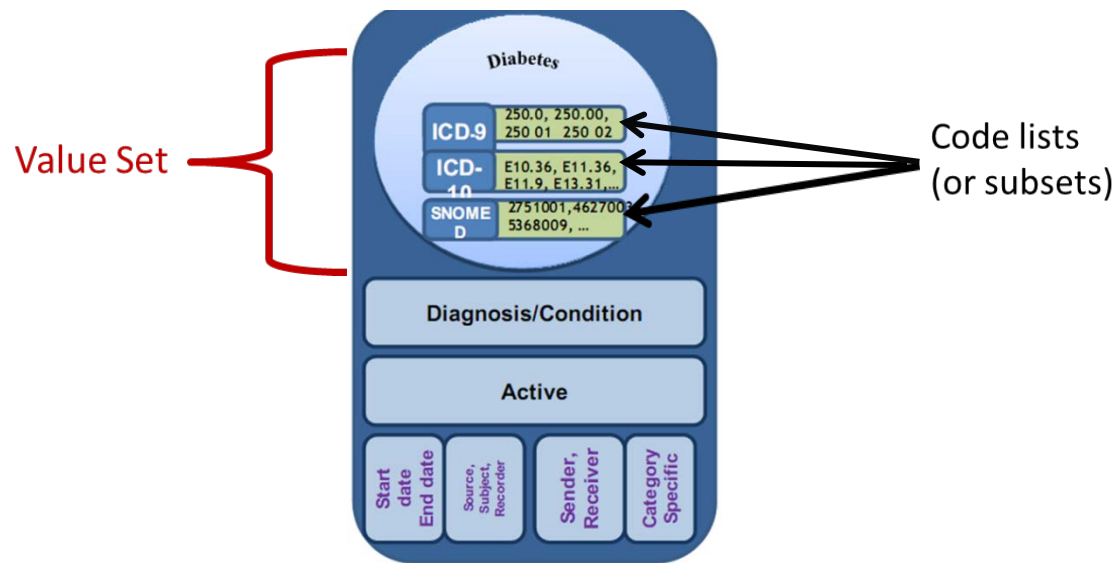 Diabetes
ICD-9
250.0, 250.00,
250 01 250 02
Value Set
ICD-
10
E10.36, E11.36,
E11.9, E13.31,...
SNOME
D
2751001,4627003
5368009, ...
Code lists
(or subsets)
Diagnosis/Condition
Active
Start
date
End date
Source,
Subject,
Recorder
Sender,
Receiver
Category
Specific